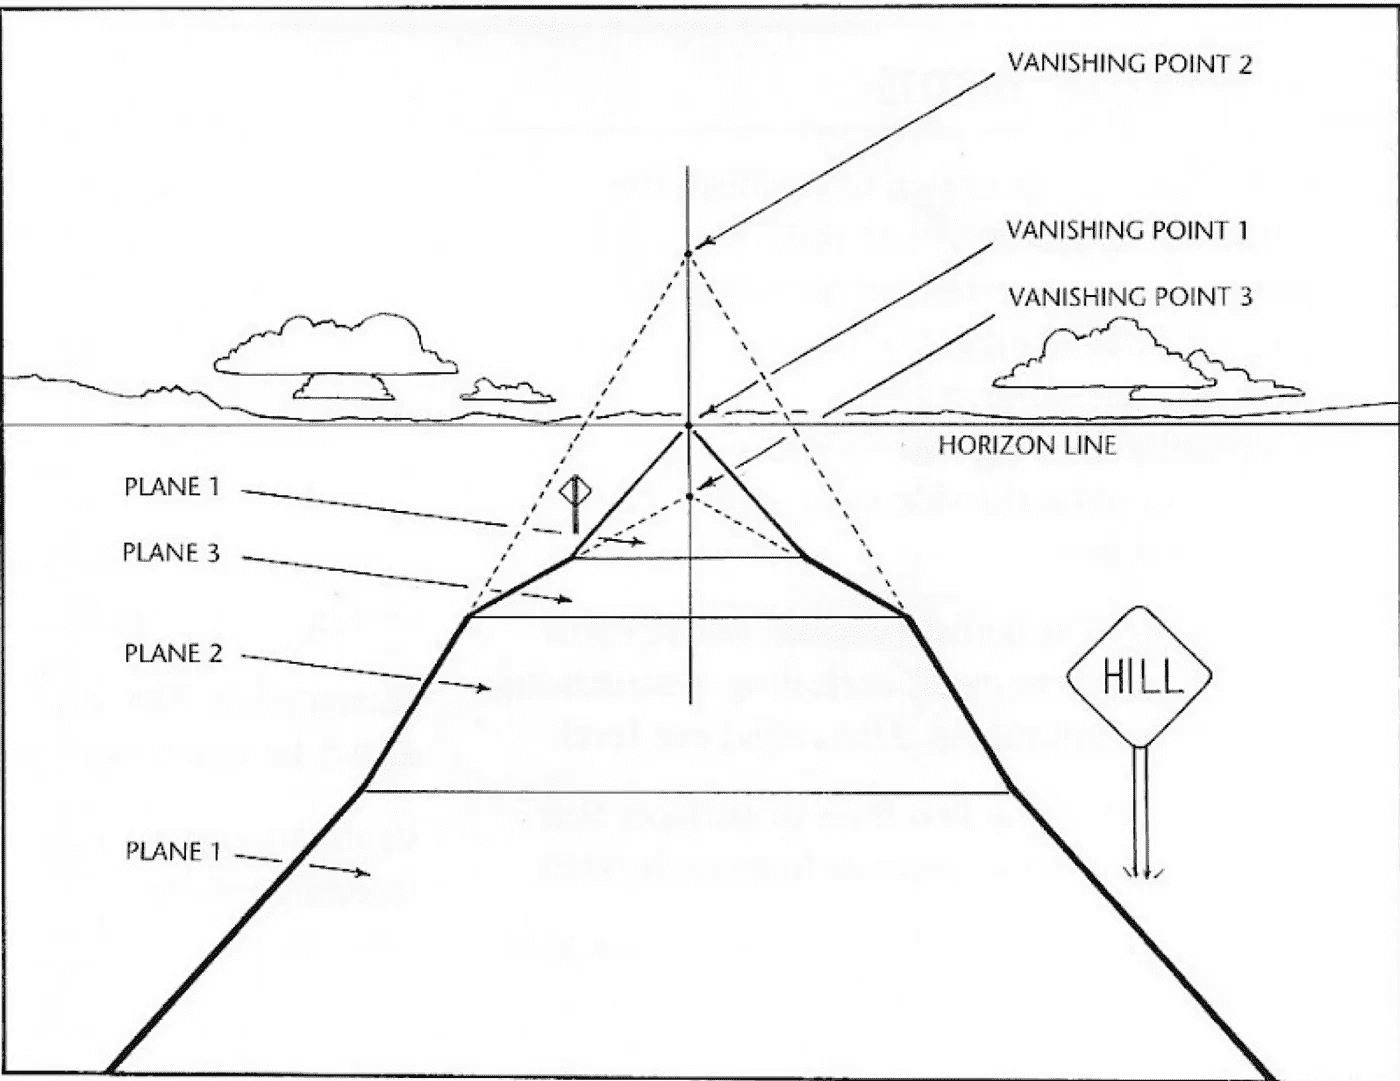 VANISHING POINT 2
VANISHING POINT 1
VANISHING POINT 3
HORIZON LINE
PLANE 1
PLANE 3
PLANE 2
HILL
PLANE 1